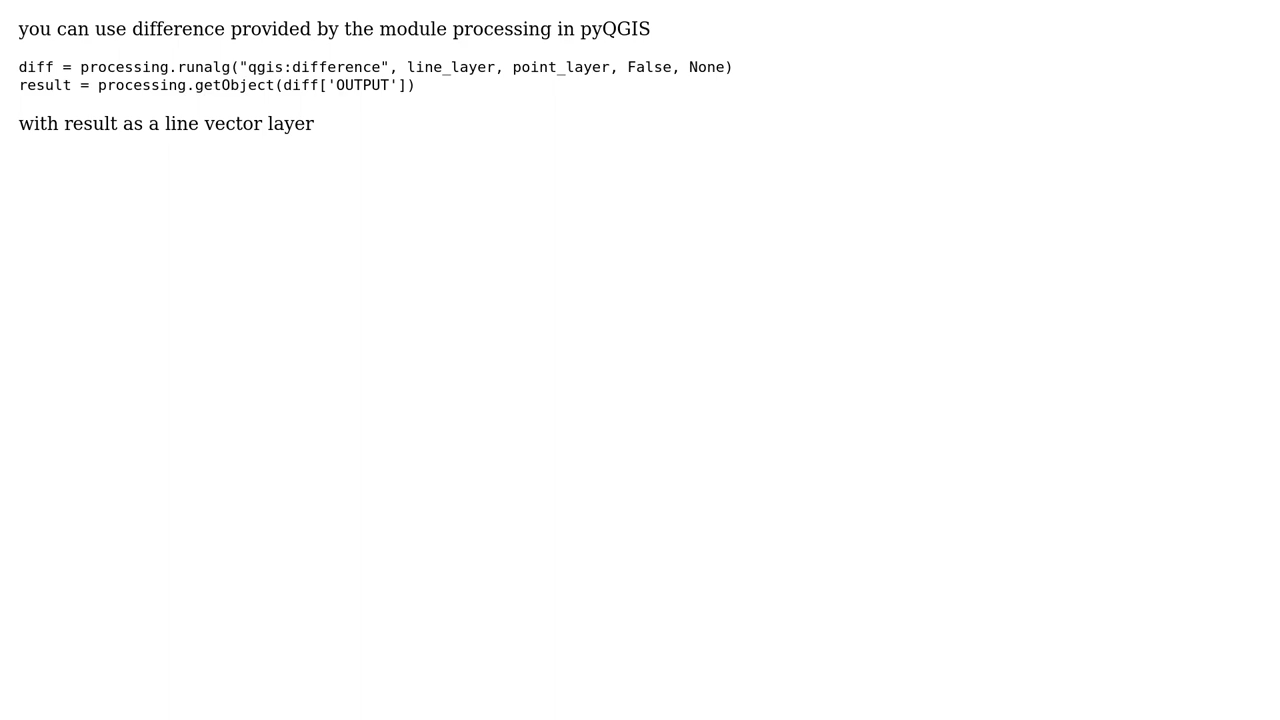 you can use difference provided by the module processing in pyQGIS
diff = processing.runalg("qgis:difference", line_layer, point_layer, False, None)
result = processing.getObject(diff['OUTPUT'])
with result as a line vector layer